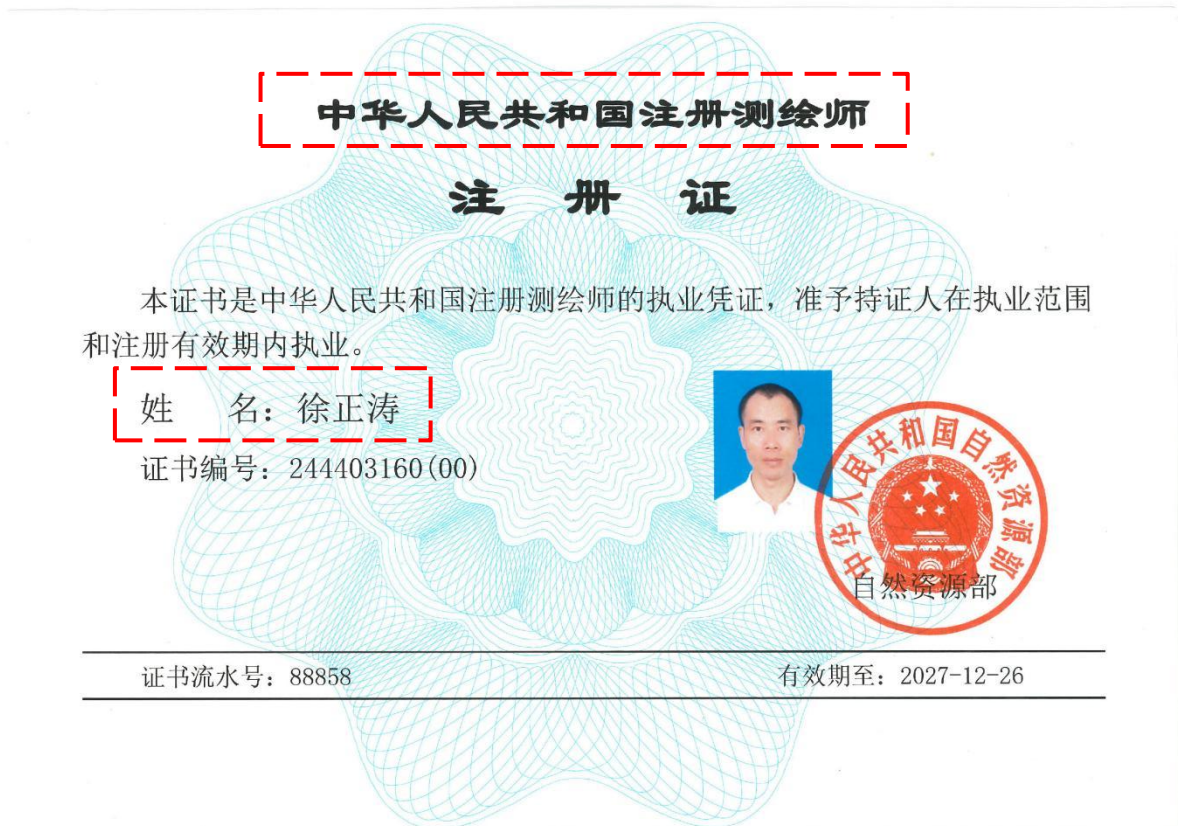 中华人民共和国注册测绘师
注 册 证
本证书是中华人民共和国注册测绘师的执业凭证，准予持证人在执业范围
和注册有效期内执业。
姓 名：徐正涛
证书编号：244403160(00)
中华人民共和国自然资源部
自然资源部
证书流水号：88858
有效期至：2027-12-26